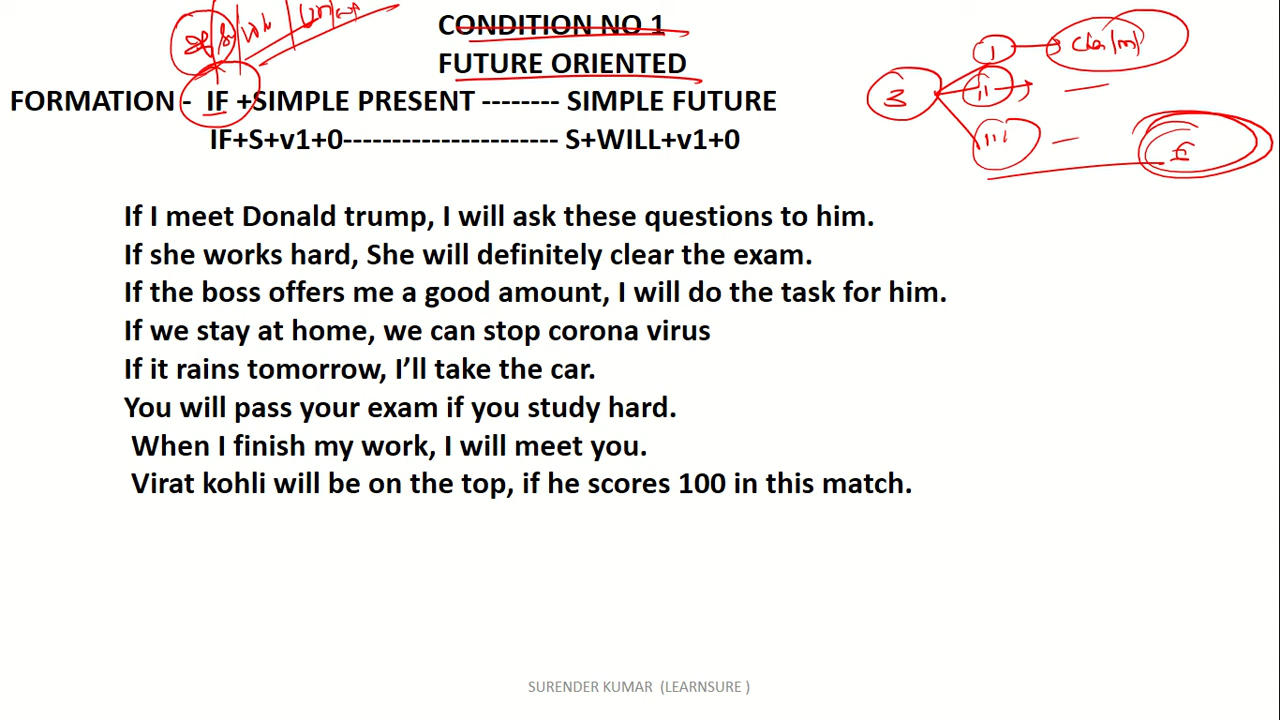 CONDITION NO 1
FUTURE ORIENTED
FORMATION - IF +SIMPLE PRESENT -------- SIMPLE FUTURE
IF+S+v1+0---------------------- S+WILL+v1+0
3
i
ii
iii
If I meet Donald trump, I will ask these questions to him.
If she works hard, She will definitely clear the exam.
If the boss offers me a good amount, I will do the task for him.
If we stay at home, we can stop corona virus
If it rains tomorrow, I’ll take the car.
You will pass your exam if you study hard.
When I finish my work, I will meet you.
Virat kohli will be on the top, if he scores 100 in this match.
SURENDER KUMAR (LEARNSURE )